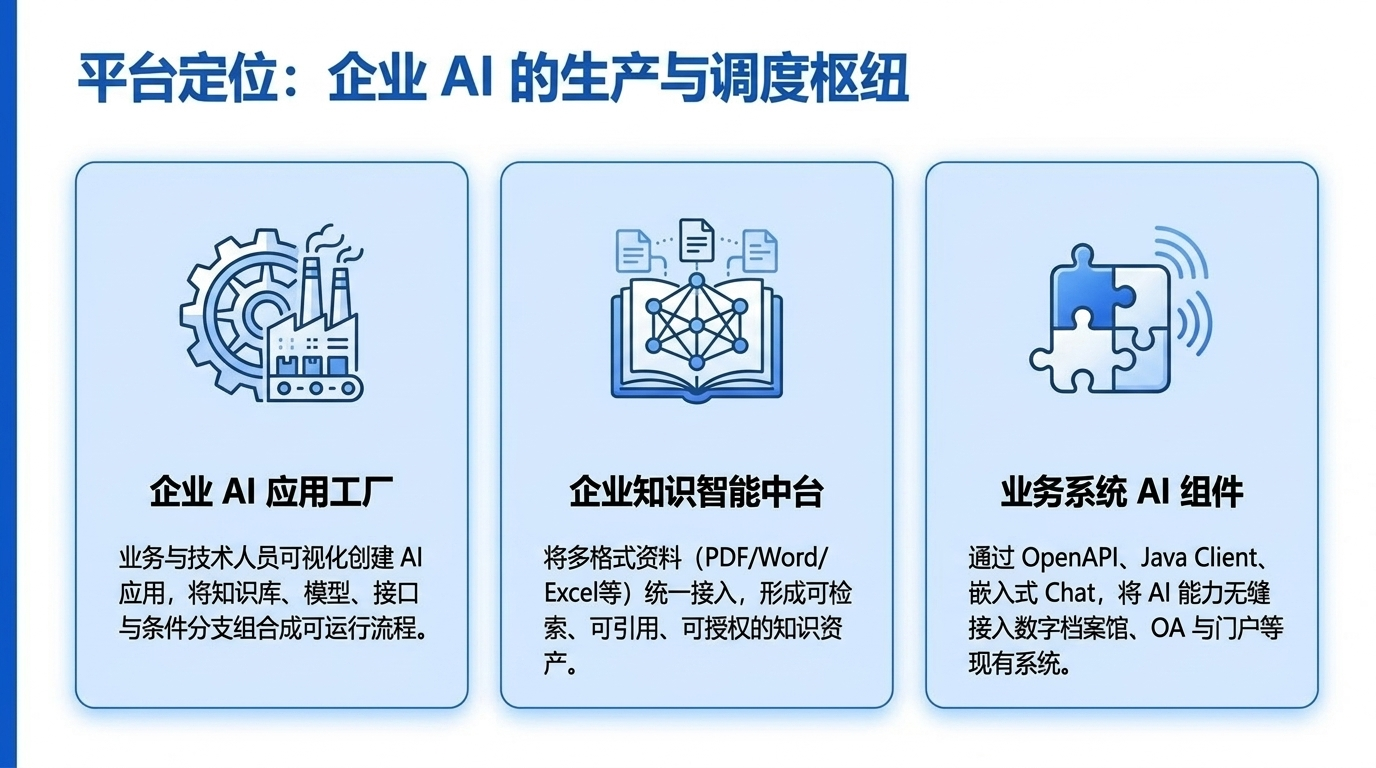 平台定位：企业 AI 的生产与调度枢纽
企业 AI 应用工厂
业务与技术人员可视化创建 AI
应用，将知识库、模型、接口
与条件分支组合成可运行流程。
企业知识智能中台
将多格式资料（PDF/Word/
Excel等）统一接入，形成可检
索、可引用、可授权的知识资
产。
业务系统 AI 组件
通过 OpenAPI、Java Client、
嵌入式 Chat，将 AI 能力无缝
接入数字档案馆、OA 与门户等
现有系统。